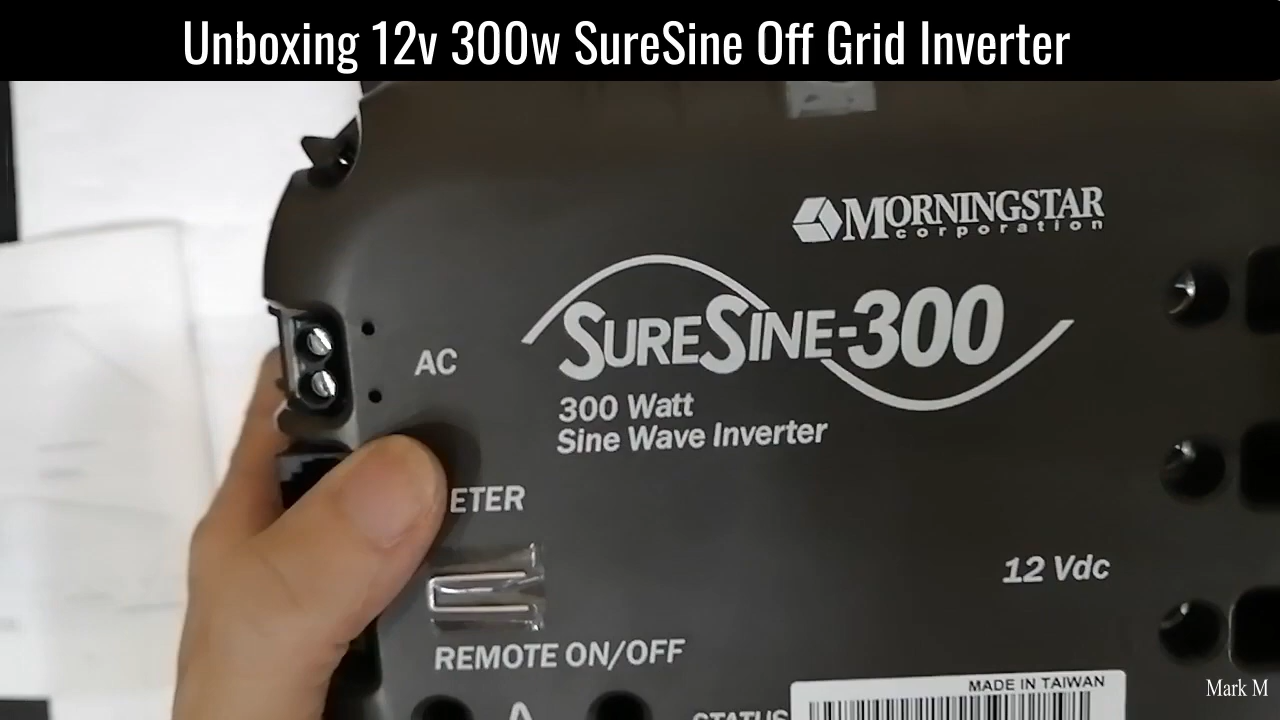 Unboxing 12v 300w SureSine Off Grid Inverter
MORNINGSTAR
corporation
SURESINE-300
AC
300 Watt
Sine Wave Inverter
ETER
12 Vdc
REMOTE ON/OFF
MADE IN TAIWAN
STATUS
Mark M